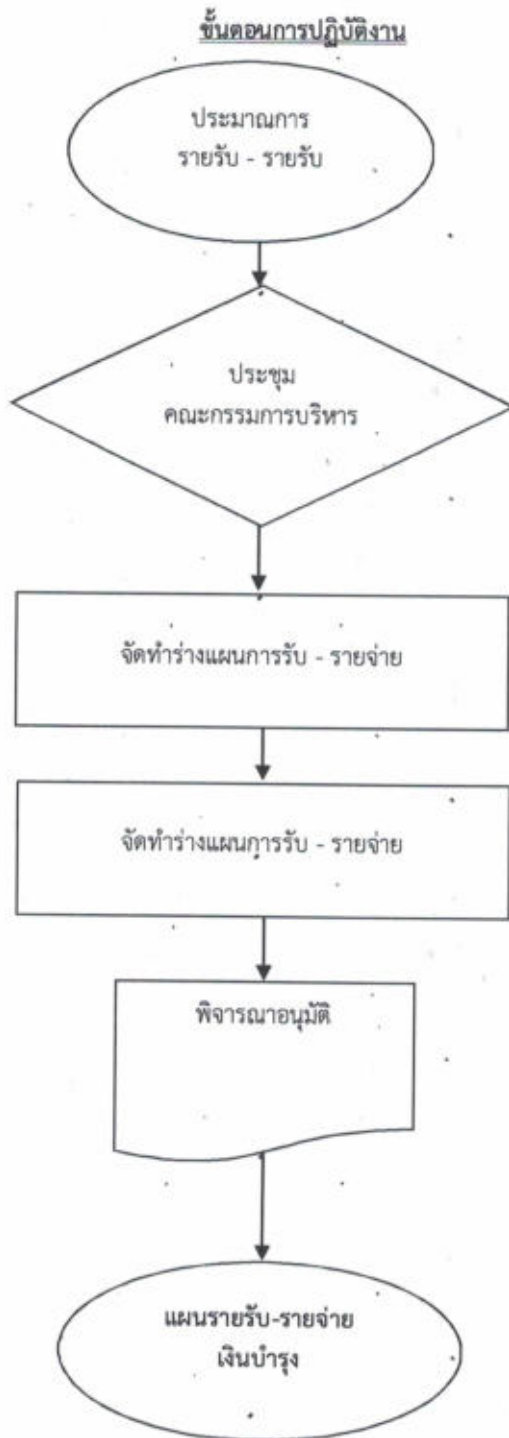 ขั้นตอนการปฏิบัติงาน
ประมาณการ
รายรับ - รายรับ
ประชุม
คณะกรรมการบริหาร
จัดทำร่างแผนการรับ - รายจ่าย
จัดทำร่างแผนการรับ - รายจ่าย
พิจารณาอนุมัติ
แผนรายรับ-รายจ่าย
เงินบำรุง